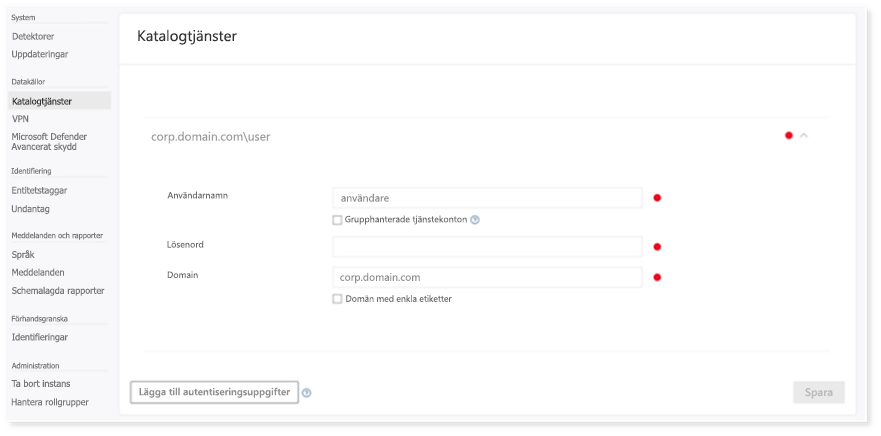 System
Detektorer
Uppdateringar
Datakällor
Katalogtjänster
VPN
Microsoft Defender
Avancerat skydd
Identifiering
Entitetstaggar
Undantag
Meddelanden och rapporter
Språk
Meddelanden
Schemalagda rapporter
Förhandsgranska
Identifieringar
Administration
Ta bort instans
Hantera rollgrupper
Katalogtjänster
corp.domain.com\user
Användarnamn
användare
Grupphanterade tjänstekonton
Lösenord
Domain
corp.domain.com
Domän med enkla etiketter
Lägga till autentiseringsuppgifter
Spara